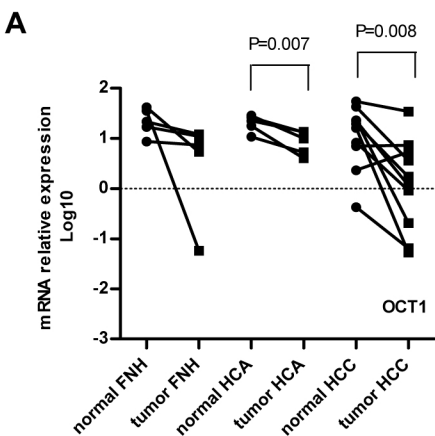 A
P=0.007
P=0.008
mRNA relative expression
Log10
2
1
0
-1
-2
-3
OCT1
normal FNH
tumor FNH
normal HCA
tumor HCA
normal HCC
tumor HCC